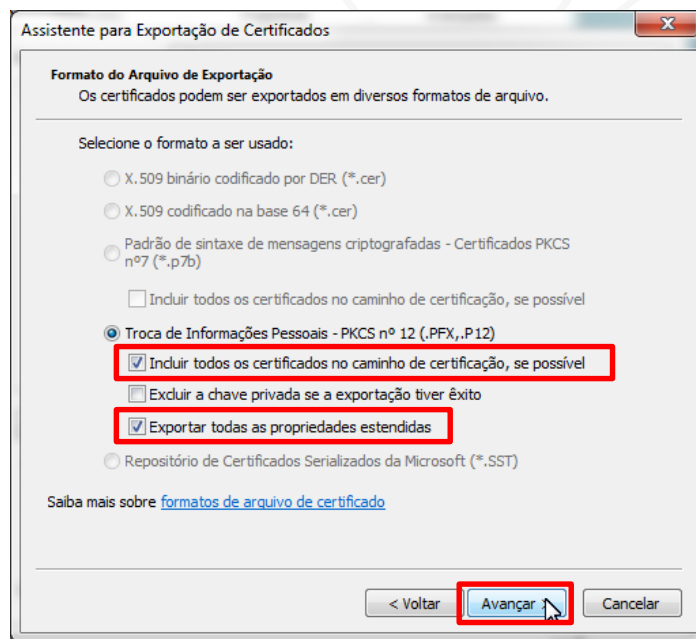 Assistente para Exportação de Certificados
Formato do Arquivo de Exportação
Os certificados podem ser exportados em diversos formatos de arquivo.
Selecione o formato a ser usado:
X.509 binário codificado por DER (*.cer)
X.509 codificado na base 64 (*.cer)
Padrão de sintaxe de mensagens criptografadas - Certificados PKCS
nº7 (*.p7b)
Incluir todos os certificados no caminho de certificação, se possível
Troca de Informações Pessoais - PKCS nº 12 (.PFX,.P12)
Incluir todos os certificados no caminho de certificação, se possível
Excluir a chave privada se a exportação tiver êxito
Exportar todas as propriedades estendidas
Repositório de Certificados Serializados da Microsoft (*.SST)
Saiba mais sobre formatos de arquivo de certificado
< Voltar Avançar > Cancelar